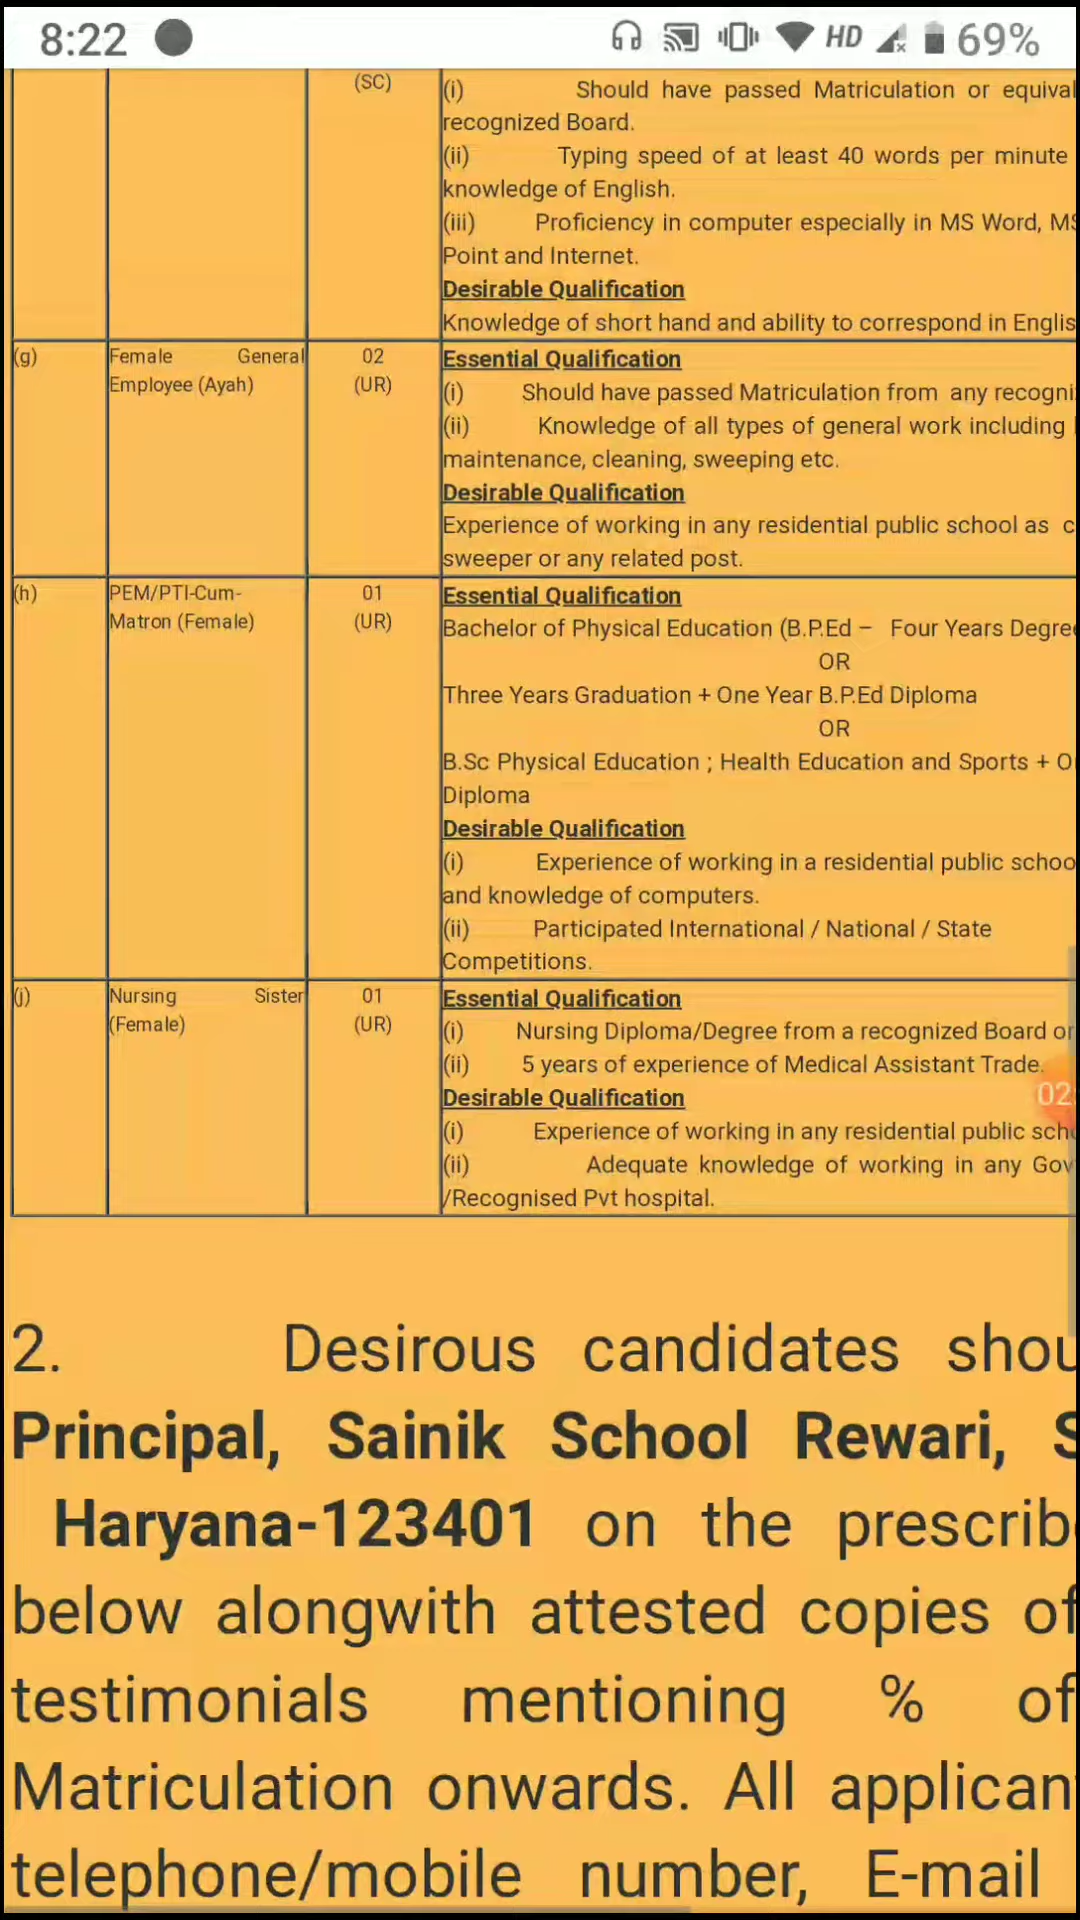 8:22 HD 69%
(SC)
(i) Should have passed Matriculation or
recognized Board.
(ii) Typing speed of at least 40 words per minute
knowledge of English.
(iii) Proficiency in computer especially in MS Word,
Point and Internet.
Desirable Qualification
Knowledge of short hand and ability to correspond in
(g) Female General Employee (Ayah) 02 (UR)
Essential Qualification
(i) Should have passed Matriculation from any
(ii) Knowledge of all types of general work including
maintenance, cleaning, sweeping etc.
Desirable Qualification
Experience of working in any residential public school as
sweeper or any related post.
(h) PEM/PTI-Cum-
Matron (Female) 01 (UR)
Essential Qualification
Bachelor of Physical Education (B.P.Ed – Four Years
OR
Three Years Graduation + One Year B.P.Ed Diploma
OR
B.Sc Physical Education ; Health Education and Sports +
Diploma
Desirable Qualification
(i) Experience of working in a residential public
and knowledge of computers.
(ii) Participated International / National / State
Competitions.
(j) Nursing Sister (Female) 01 (UR)
Essential Qualification
(i) Nursing Diploma/Degree from a recognized Board or
(ii) 5 years of experience of Medical Assistant Trade.
02
Desirable Qualification
(i) Experience of working in any residential public
(ii) Adequate knowledge of working in any
/Recognised Pvt hospital.
2. Desirous candidates
Principal, Sainik School Rewari,
Haryana-123401 on the
below alongwith attested copies of
testimonials mentioning % of
Matriculation onwards. All
telephone/mobile number, E-mail